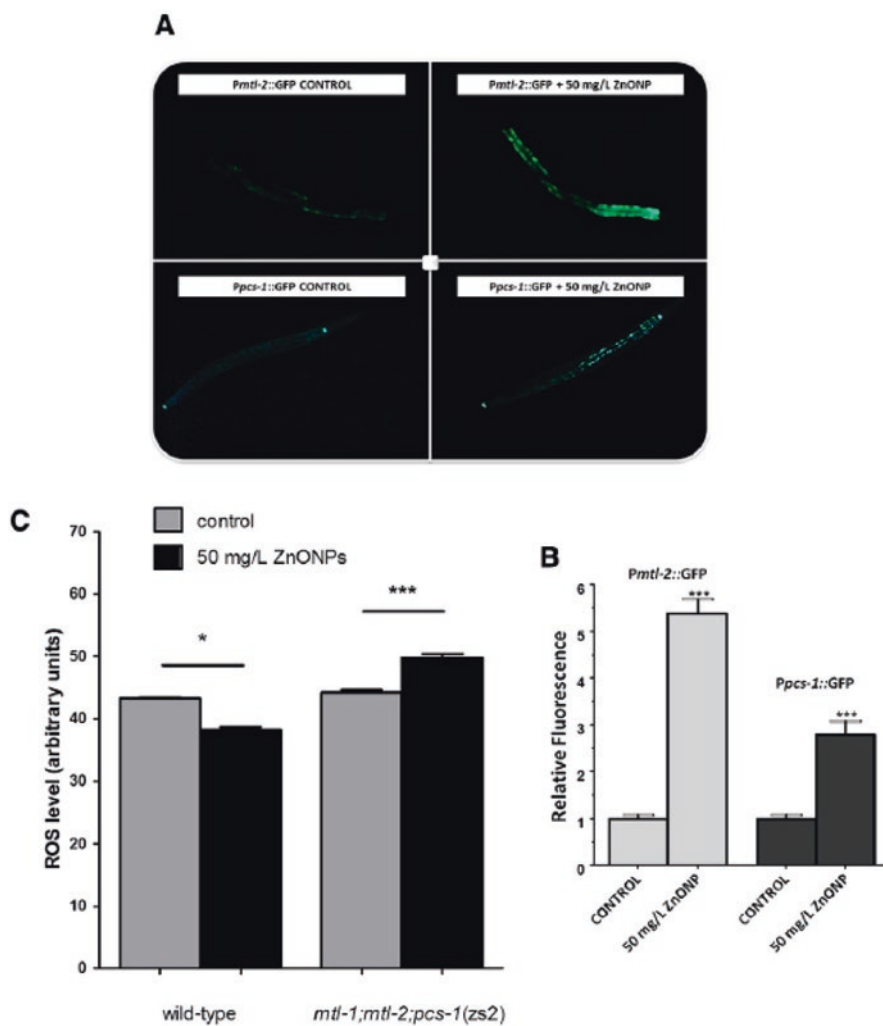 A
Pmtl-2::GFP CONTROL
Pmtl-2::GFP + 50 mg/L ZnONP
Ppcs-1::GFP CONTROL
Ppcs-1::GFP + 50 mg/L ZnONP
C
control
50 mg/L ZnONPs
70
60
50
40
30
20
10
0
ROS level (arbitrary units)
*
***
wild-type
mtl-1;mtl-2;pcs-1(zs2)
B
Pmtl-2::GFP
***
Ppcs-1::GFP
***
6
5
4
3
2
1
0
Relative Fluorescence
CONTROL
50 mg/L ZnONP
CONTROL
50 mg/L ZnONP